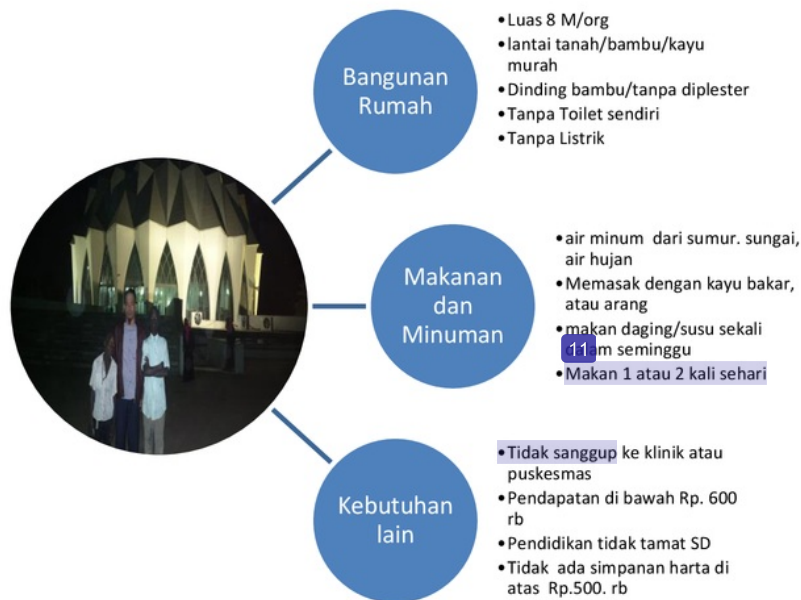 Bangunan
Rumah
•Luas 8 M/org
•lantai tanah/bambu/kayu
murah
•Dinding bambu/tanpa diplester
•Tanpa Toilet sendiri
•Tanpa Listrik
Makanan
dan
Minuman
•air minum dari sumur. sungai,
air hujan
•Memasak dengan kayu bakar,
atau arang
•makan daging/susu sekali
11
am seminggu
•Makan 1 atau 2 kali sehari
Kebutuhan
lain
•Tidak sanggup ke klinik atau
puskesmas
•Pendapatan di bawah Rp. 600
rb
•Pendidikan tidak tamat SD
•Tidak ada simpanan harta di
atas Rp.500. rb